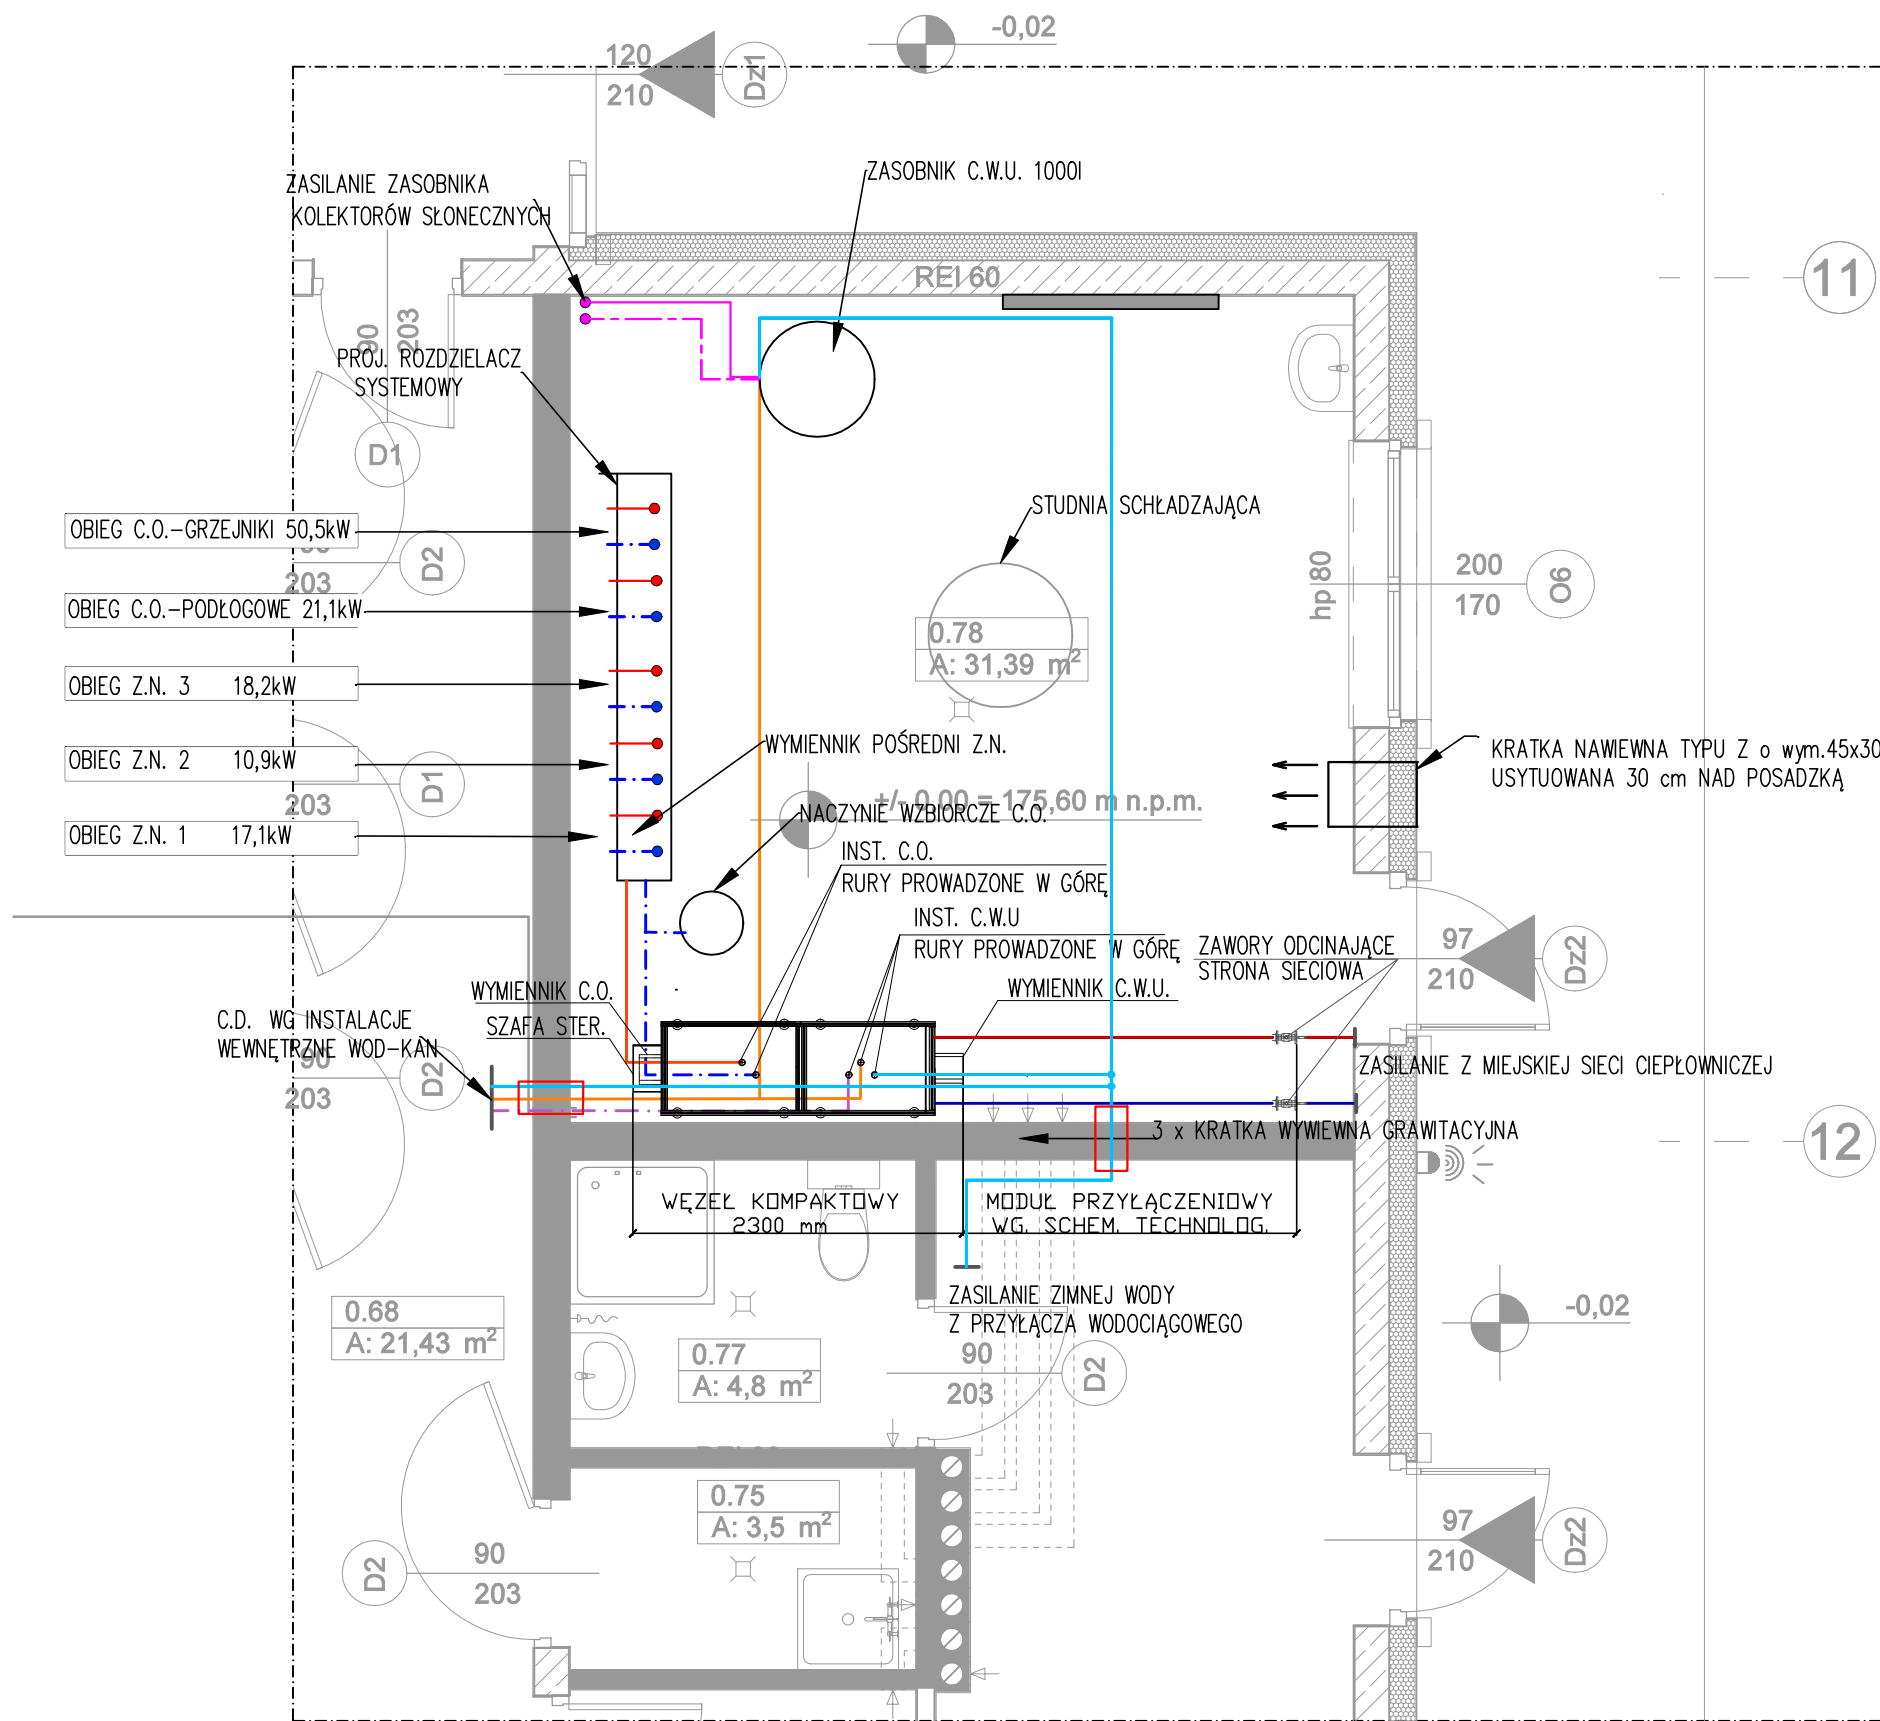 -0,02
120
210
Dz1
ZASILANIE ZASOBNIKA
KOLEKTORÓW SŁONECZNYCH
ZASOBNIK C.W.U. 1000l
REI 60
11
90
203
PROJ. ROZDZIELACZ
SYSTEMOWY
D1
OBIEG C.O.-GRZEJNIKI 50,5kW
D2
203
STUDNIA SCHŁADZAJĄCA
hp80
200
170
O6
OBIEG C.O.-PODŁOGOWE 21,1kW
0.78
A: 31,39 m²
OBIEG Z.N. 3 18,2kW
WYMIENNIK POŚREDNI Z.N.
KRATKA NAWIEWNA TYPU Z o wym.45x30
USYTUOWANA 30 cm NAD POSADZKĄ
OBIEG Z.N. 2 10,9kW
203
D1
+/- 0,00 = 175,60 m n.p.m.
NACZYNIE WZBIORCZE C.O.
OBIEG Z.N. 1 17,1kW
INST. C.O.
RURY PROWADZONE W GÓRĘ
INST. C.W.U
RURY PROWADZONE W GÓRĘ
ZAWORY ODCINAJĄCE
STRONA SIECIOWA
97
210
Dz2
WYMIENNIK C.O.
WYMIENNIK C.W.U.
SZAFA STER.
C.D. WG INSTALACJE
WEWNĘTRZNE WOD-KAN
90
203
D2
ZASILANIE Z MIEJSKIEJ SIECI CIEPŁOWNICZEJ
3 x KRATKA WYWIEWNA GRAWITACYJNA
12
WĘZEŁ KOMPAKTOWY
2300 mm
MODUŁ PRZYŁĄCZENIOWY
WG. SCHEM. TECHNOLOG.
ZASILANIE ZIMNEJ WODY
Z PRZYŁĄCZA WODOCIĄGOWEGO
-0,02
0.68
A: 21,43 m²
0.77
A: 4,8 m²
90
203
D2
0.75
A: 3,5 m²
97
210
Dz2
D2
90
203